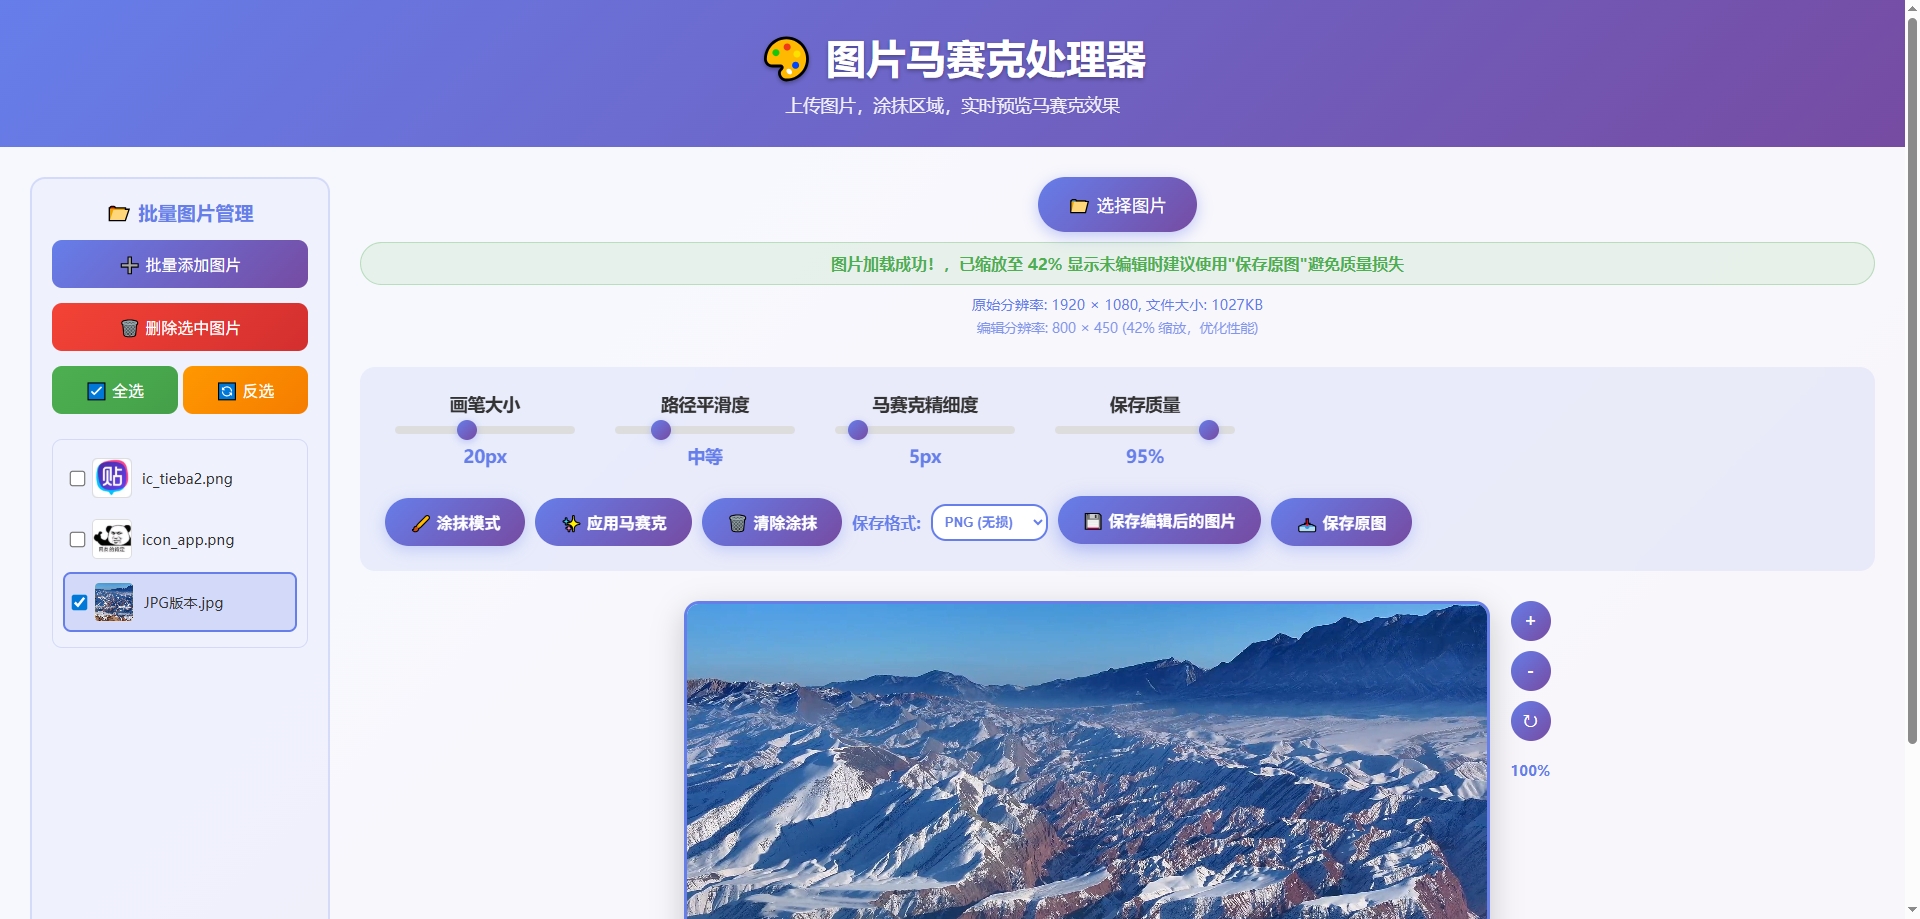 图片马赛克处理器
上传图片，涂抹区域，实时预览马赛克效果
批量图片管理
批量添加图片
删除选中图片
全选
反选
贴
ic_tieba2.png
icon_app.png
JPG版本.jpg
选择图片
图片加载成功！，已缩放至 42% 显示未编辑时建议使用"保存原图"避免质量损失
原始分辨率: 1920 × 1080, 文件大小: 1027KB
编辑分辨率: 800 × 450 (42% 缩放，优化性能)
画笔大小
20px
路径平滑度
中等
马赛克精细度
5px
保存质量
95%
涂抹模式
应用马赛克
清除涂抹
保存格式:
PNG (无损)
保存编辑后的图片
保存原图
+
-
100%